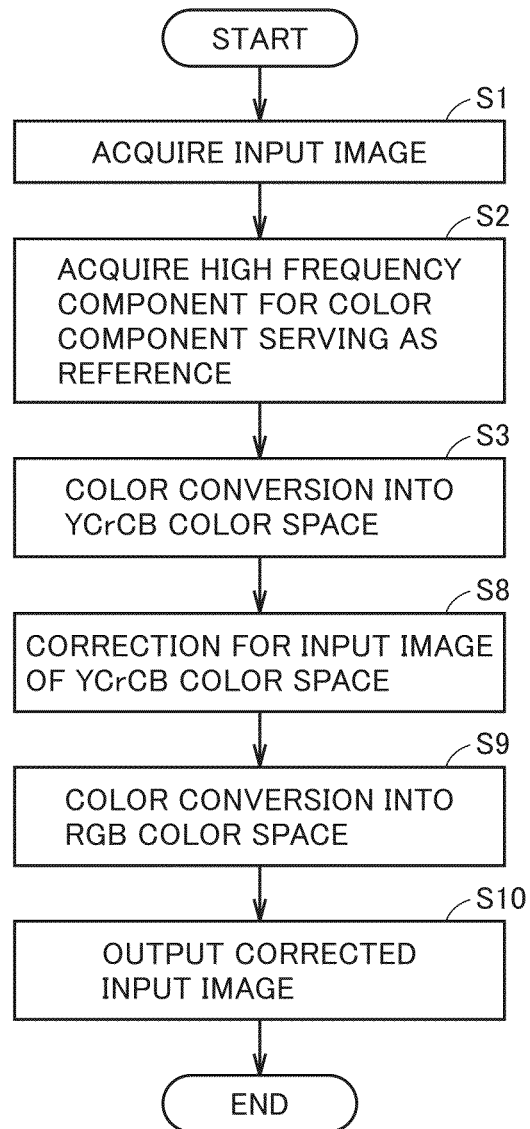 START
S1
ACQUIRE INPUT IMAGE
S2
ACQUIRE HIGH FREQUENCY
COMPONENT FOR COLOR
COMPONENT SERVING AS
REFERENCE
S3
COLOR CONVERSION INTO
YCrCB COLOR SPACE
S8
CORRECTION FOR INPUT IMAGE
OF YCrCB COLOR SPACE
S9
COLOR CONVERSION INTO
RGB COLOR SPACE
S10
OUTPUT CORRECTED
INPUT IMAGE
END